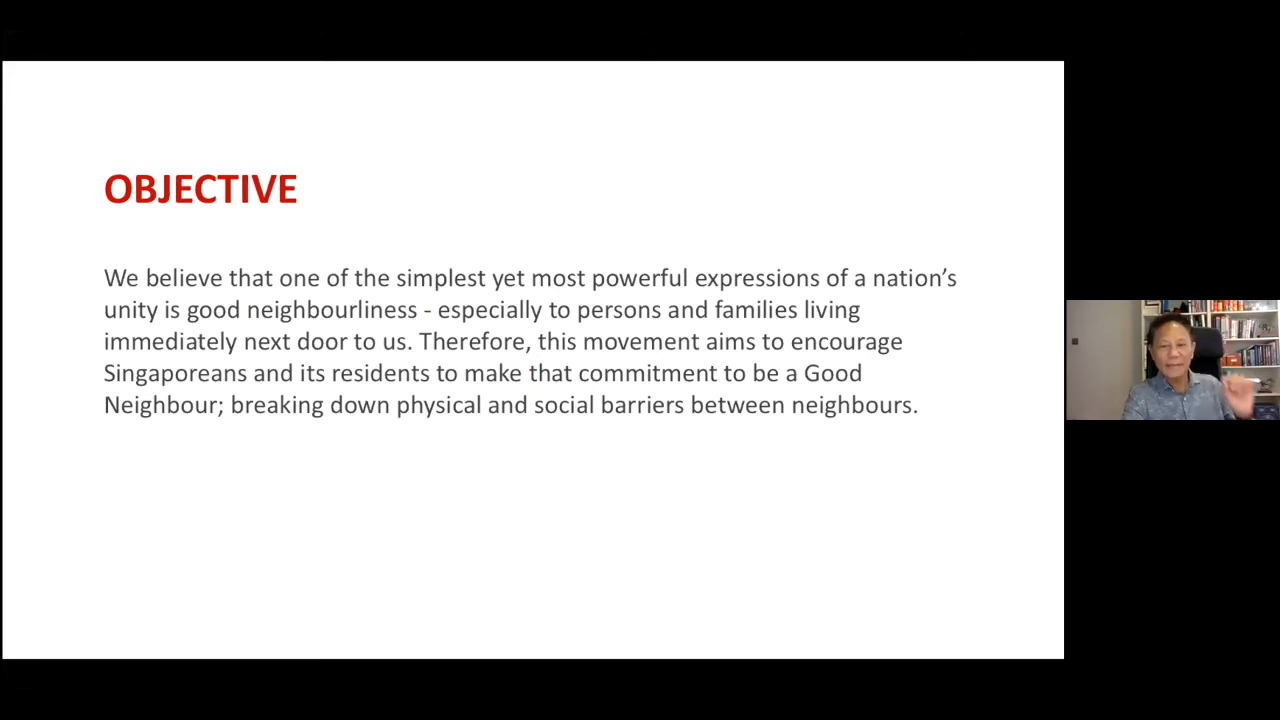 OBJECTIVE
We believe that one of the simplest yet most powerful expressions of a nation’s
unity is good neighbourliness - especially to persons and families living
immediately next door to us. Therefore, this movement aims to encourage
Singaporeans and its residents to make that commitment to be a Good
Neighbour; breaking down physical and social barriers between neighbours.